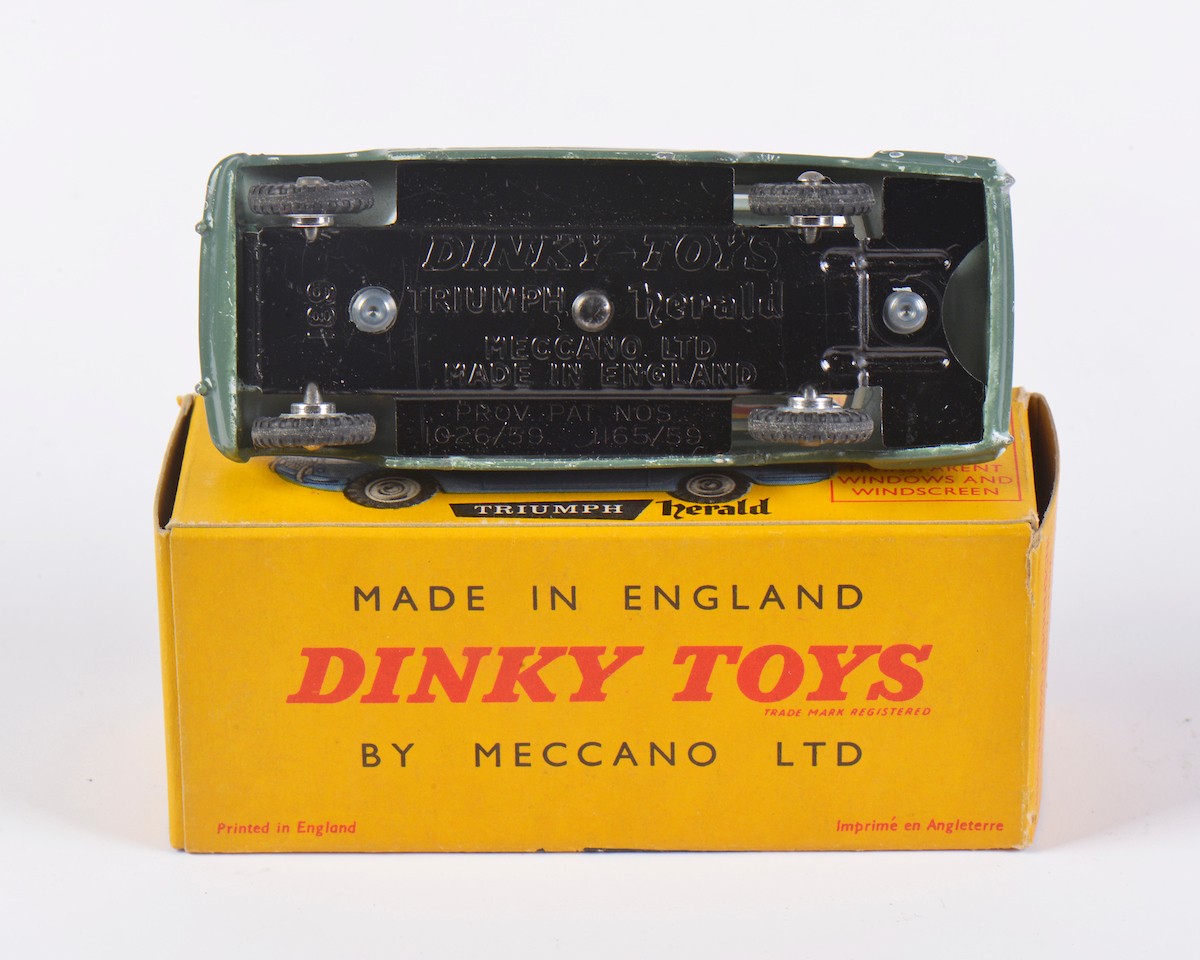 DINKY-TOYS
189
TRIUMPH Herald
MECCANO LTD
MADE IN ENGLAND
PROV. PAT. NOS.
1026/59 1165/59
TRANSPARENT
WINDOWS AND
WINDSCREEN
TRIUMPH Herald
MADE IN ENGLAND
DINKY TOYS
TRADE MARK REGISTERED
BY MECCANO LTD
Printed in England
Imprimé en Angleterre